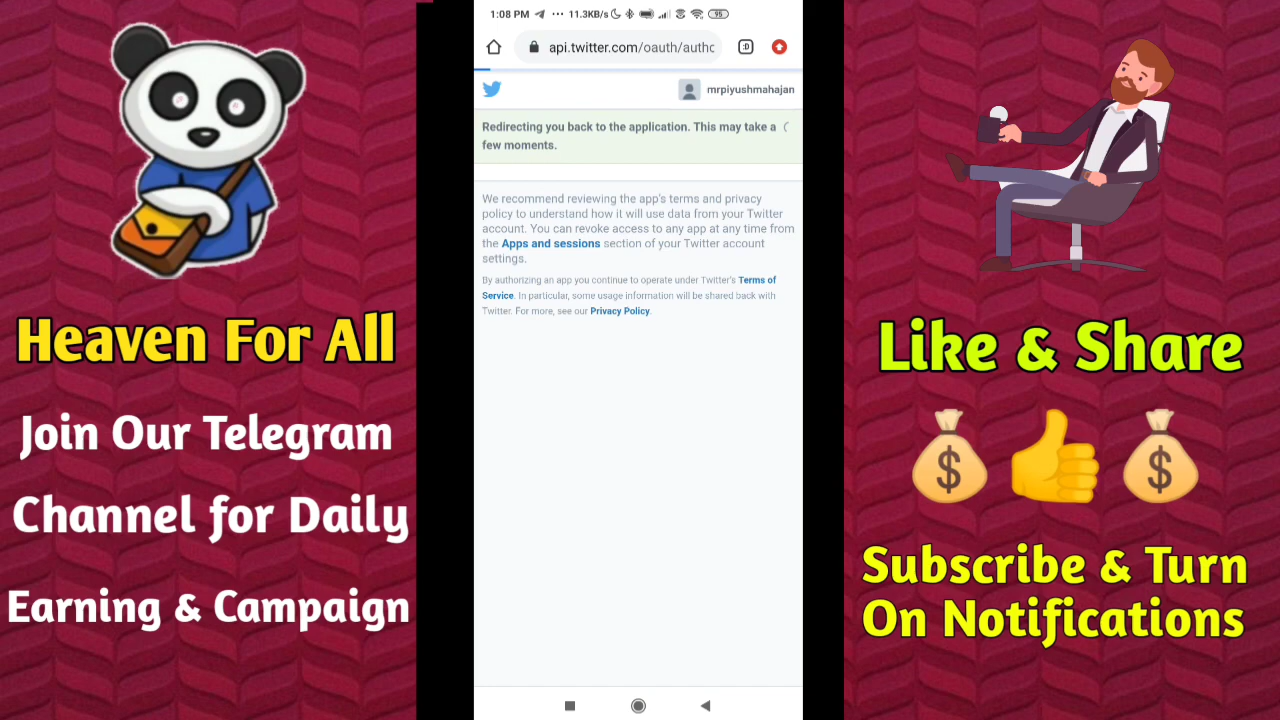 Heaven For All
Join Our Telegram
Channel for Daily
Earning & Campaign
1:08 PM ··· 11.3KB/s 95
api.twitter.com/oauth/authc
:D
mrpiyushmahajan
Redirecting you back to the application. This may take a
few moments.
We recommend reviewing the app's terms and privacy
policy to understand how it will use data from your Twitter
account. You can revoke access to any app at any time from
the Apps and sessions section of your Twitter account
settings.
By authorizing an app you continue to operate under Twitter's Terms of
Service. In particular, some usage information will be shared back with
Twitter. For more, see our Privacy Policy.
Like & Share
$ $
Subscribe & Turn
On Notifications